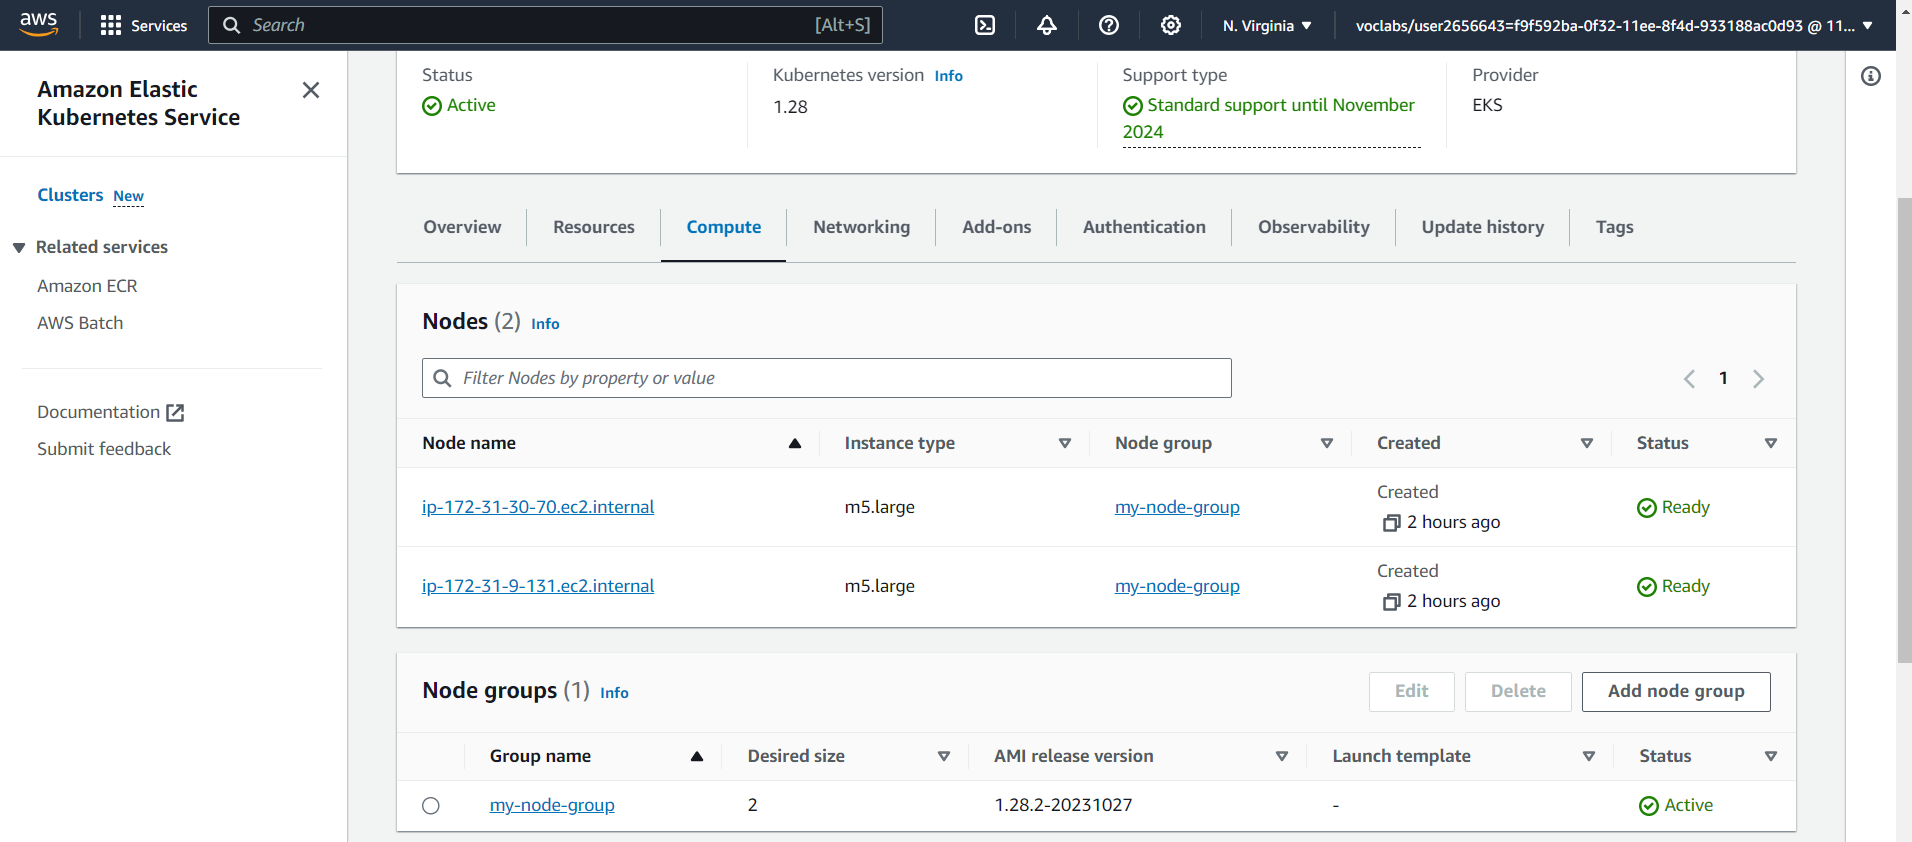 aws
Services
Search
[Alt+S]
N. Virginia
voclabs/user2656643=f9f592ba-0f32-11ee-8f4d-933188ac0d93 @ 11...
Amazon Elastic
Kubernetes Service
Clusters New
Related services
Amazon ECR
AWS Batch
Documentation
Submit feedback
Status
Active
Kubernetes version Info
1.28
Support type
Standard support until November
2024
Provider
EKS
Overview
Resources
Compute
Networking
Add-ons
Authentication
Observability
Update history
Tags
Nodes (2) Info
Filter Nodes by property or value
1
Node name
Instance type
Node group
Created
Status
ip-172-31-30-70.ec2.internal
m5.large
my-node-group
Created
2 hours ago
Ready
ip-172-31-9-131.ec2.internal
m5.large
my-node-group
Created
2 hours ago
Ready
Node groups (1) Info
Edit
Delete
Add node group
Group name
Desired size
AMI release version
Launch template
Status
my-node-group
2
1.28.2-20231027
-
Active